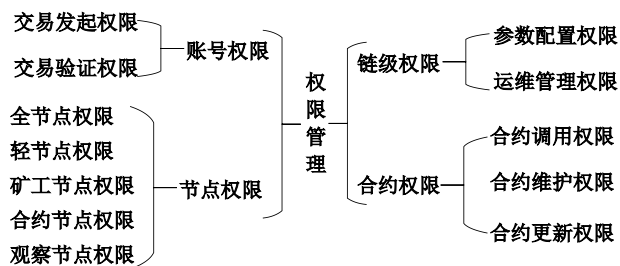 交易发起权限
交易验证权限
账号权限
全节点权限
轻节点权限
矿工节点权限
合约节点权限
观察节点权限
节点权限
权限管理
链级权限
参数配置权限
运维管理权限
合约权限
合约调用权限
合约维护权限
合约更新权限